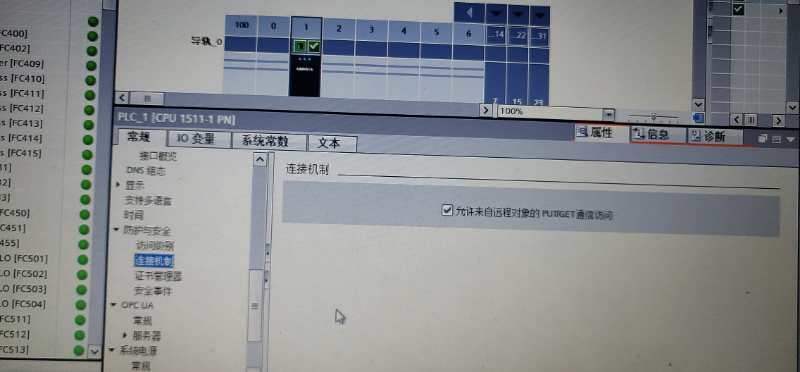 FC400]
[FC402]
er [FC409]
ss [FC410]
ss [FC411]
ss [FC412]
ss [FC413]
ss [FC414]
ss [FC415]
FC450]
FC451]
455]
LO [FC501]
LO [FC502]
LO [FC503]
LO [FC504]
FC511]
FC512]
FC513]
100 0 1 2 3 4 5 6 ...14 ...22 ...31
导轨_0
7 15 23
100%
PLC_1 [CPU 1511-1 PN]
属性 信息 诊断
常规 IO 变量 系统常数 文本
接口概览
DNS 组态
显示
支持多语言
时间
防护与安全
访问级别
连接机制
证书管理器
安全事件
OPC UA
常规
服务器
系统电源
常规
连接机制
允许来自远程对象的 PUT/GET 通信访问